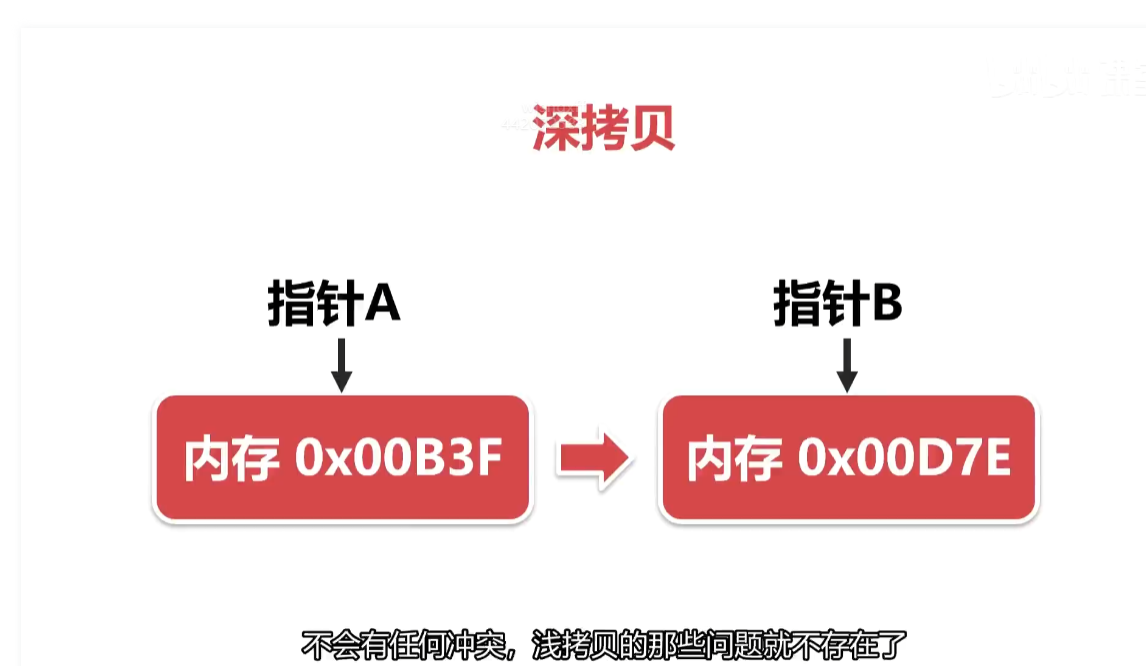 深拷贝
指针A
指针B
内存 0x00B3F
内存 0x00D7E
不会有任何冲突，浅拷贝的那些问题就不存在了